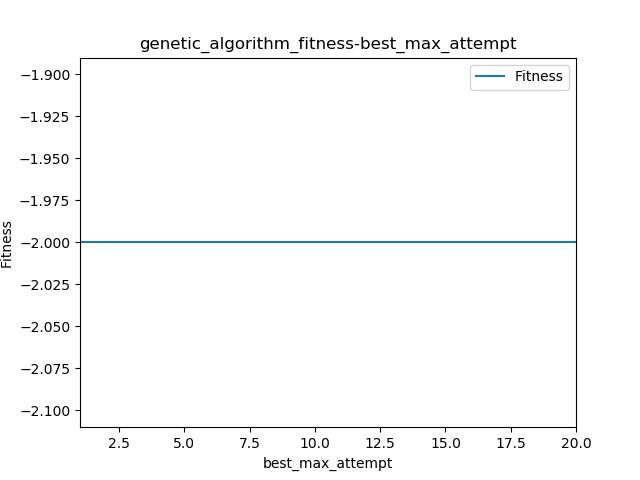 genetic_algorithm_fitness-best_max_attempt
Fitness
−1.900
−1.925
−1.950
−1.975
−2.000
−2.025
−2.050
−2.075
−2.100
Fitness
2.5 5.0 7.5 10.0 12.5 15.0 17.5 20.0
best_max_attempt